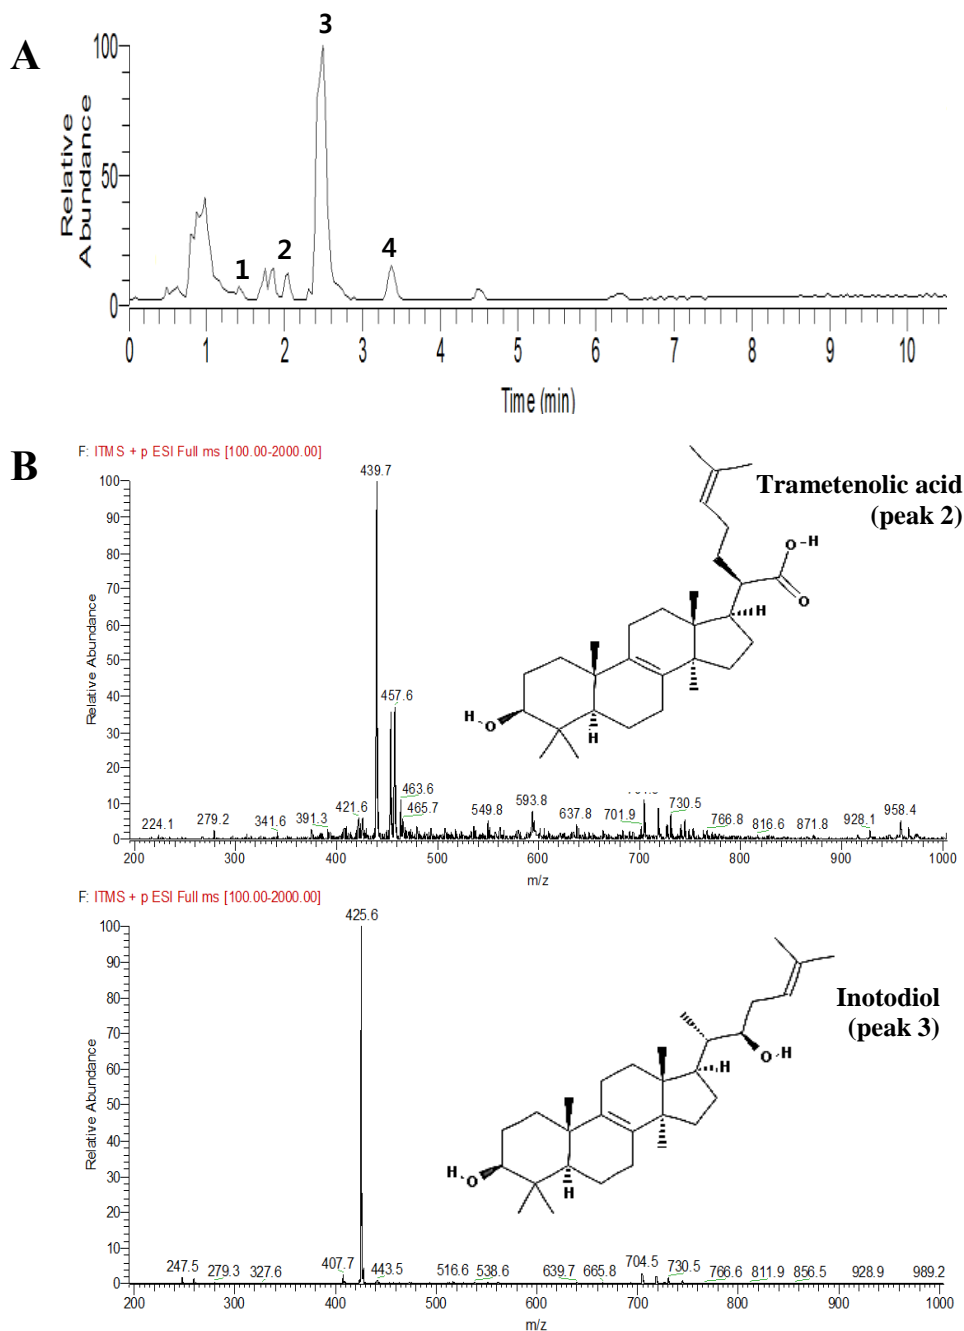 A
Relative
Abundance
100
50
0
1
2
3
4
0 1 2 3 4 5 6 7 8 9 10
Time (min)
B
F: ITMS + p ESI Full ms [100.00-2000.00]
Trametenolic acid
(peak 2)
Relative Abundance
100
90
80
70
60
50
40
30
20
10
0
439.7
457.6
463.6
465.7
421.6
391.3
341.6
279.2
224.1
549.8
593.8
637.8
701.9
730.5
766.8
816.6
871.8
928.1
958.4
H O
O H
O
H
H
200 300 400 500 600 700 800 900 1000
m/z
F: ITMS + p ESI Full ms [100.00-2000.00]
Inotodiol
(peak 3)
Relative Abundance
100
90
80
70
60
50
40
30
20
10
0
425.6
247.5
279.3
327.6
407.7
443.5
516.6
538.6
639.7
665.8
704.5
730.5
766.6
811.9
856.5
928.9
989.2
H O
O H
H
H
200 300 400 500 600 700 800 900 1000
m/z